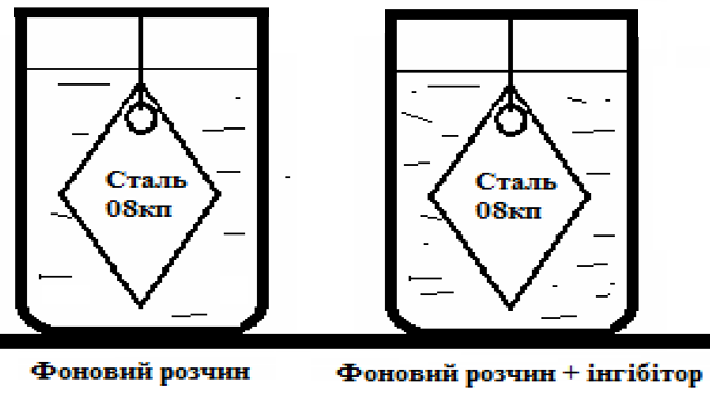 Сталь
08кп
Сталь
08кп
Фоновий розчин
Фоновий розчин + інгібітор